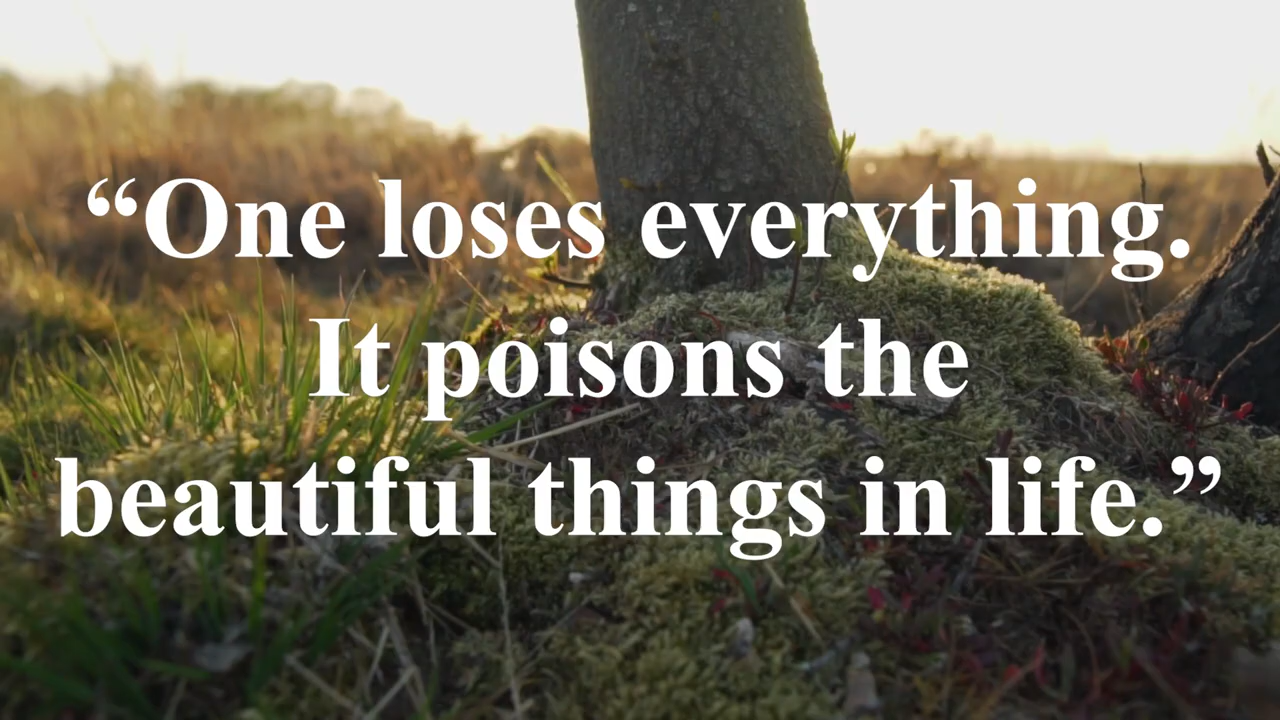 “One loses everything.
It poisons the
beautiful things in life.”